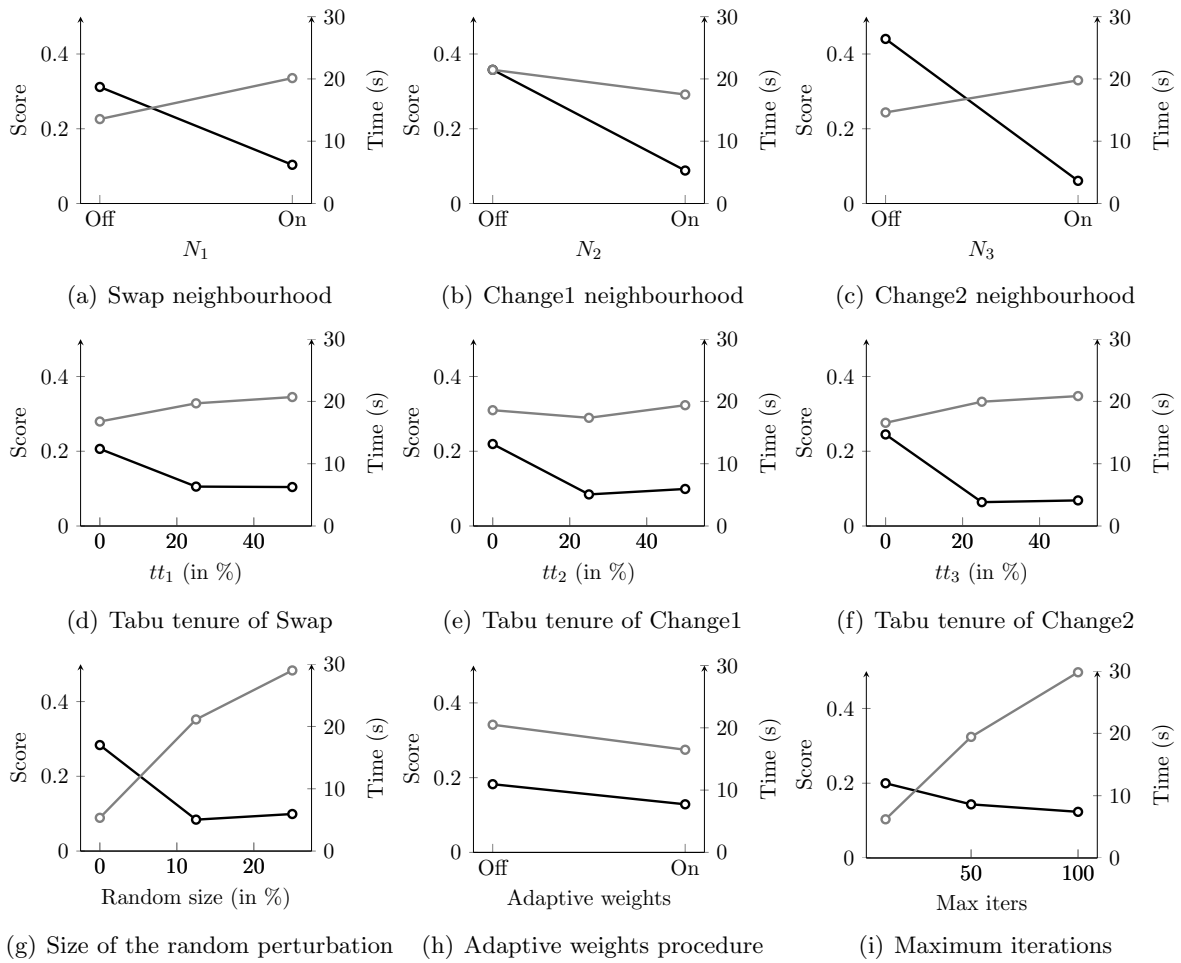 30
0.4
Score
20
Time (s)
0.2
10
0
0
Off
On
N₁
(a) Swap neighbourhood
30
0.4
Score
20
Time (s)
0.2
10
0
0
Off
On
N₂
(b) Change1 neighbourhood
30
0.4
Score
20
Time (s)
0.2
10
0
0
Off
On
N₃
(c) Change2 neighbourhood
30
0.4
Score
20
Time (s)
0.2
10
0
0
0 20 40
tt₁ (in %)
(d) Tabu tenure of Swap
30
0.4
Score
20
Time (s)
0.2
10
0
0
0 20 40
tt₂ (in %)
(e) Tabu tenure of Change1
30
0.4
Score
20
Time (s)
0.2
10
0
0
0 20 40
tt₃ (in %)
(f) Tabu tenure of Change2
30
0.4
Score
20
Time (s)
0.2
10
0
0
0 10 20
Random size (in %)
(g) Size of the random perturbation
30
0.4
Score
20
Time (s)
0.2
10
0
0
Off
On
Adaptive weights
(h) Adaptive weights procedure
30
0.4
Score
20
Time (s)
0.2
10
0
0
50 100
Max iters
(i) Maximum iterations